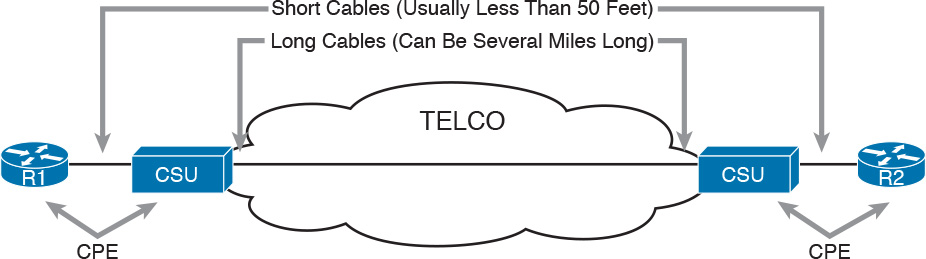 Short Cables (Usually Less Than 50 Feet)
Long Cables (Can Be Several Miles Long)
TELCO
R1
CSU
CSU
R2
CPE
CPE